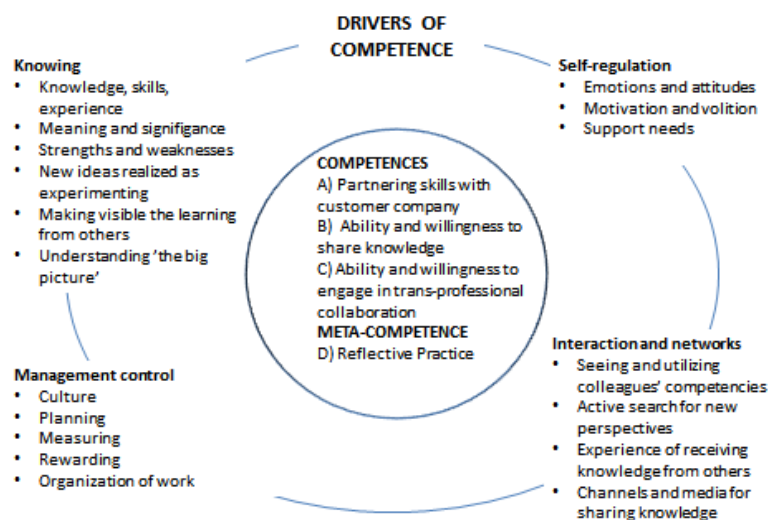 DRIVERS OF
COMPETENCE
Knowing
• Knowledge, skills,
experience
• Meaning and signifigance
• Strengths and weaknesses
• New ideas realized as
experimenting
• Making visible the learning
from others
• Understanding 'the big
picture'
Self-regulation
• Emotions and attitudes
• Motivation and volition
• Support needs
COMPETENCES
A) Partnering skills with
customer company
B) Ability and willingness to
share knowledge
C) Ability and willingness to
engage in trans-professional
collaboration
META-COMPETENCE
D) Reflective Practice
Management control
• Culture
• Planning
• Measuring
• Rewarding
• Organization of work
Interaction and networks
• Seeing and utilizing
colleagues' competencies
• Active search for new
perspectives
• Experience of receiving
knowledge from others
• Channels and media for
sharing knowledge